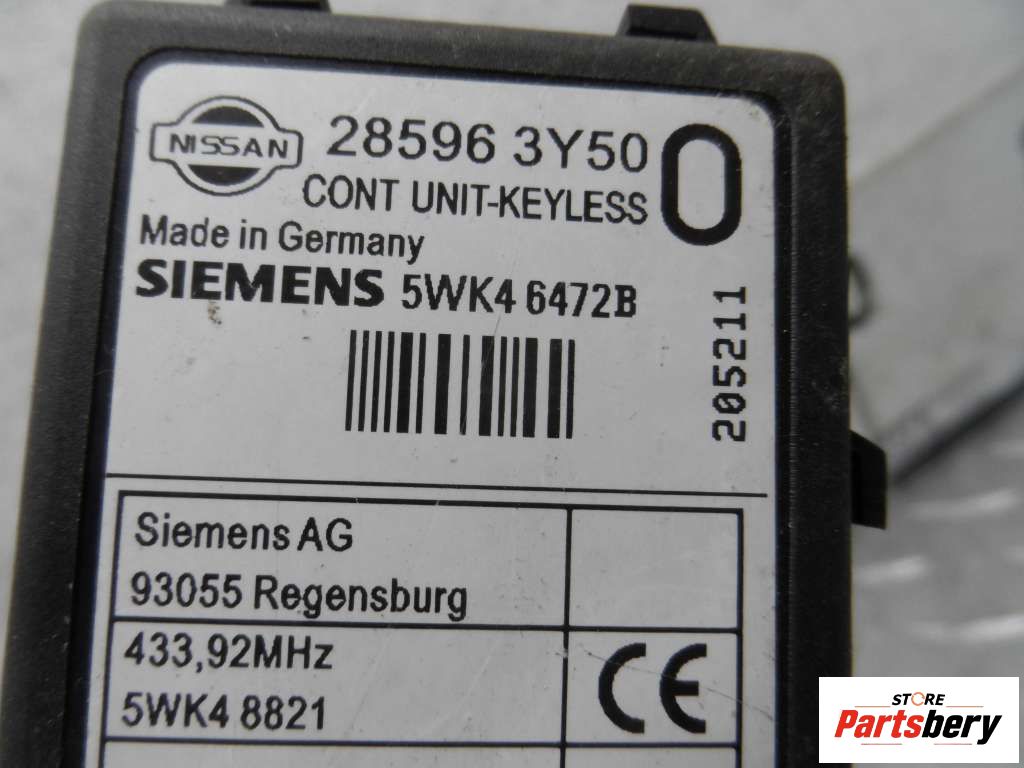 NISSAN
28596 3Y50 0
CONT UNIT-KEYLESS
Made in Germany
SIEMENS 5WK4 6472B
205211
Siemens AG
93055 Regensburg
433,92MHz
5WK4 8821
CE
STORE
Partsbery